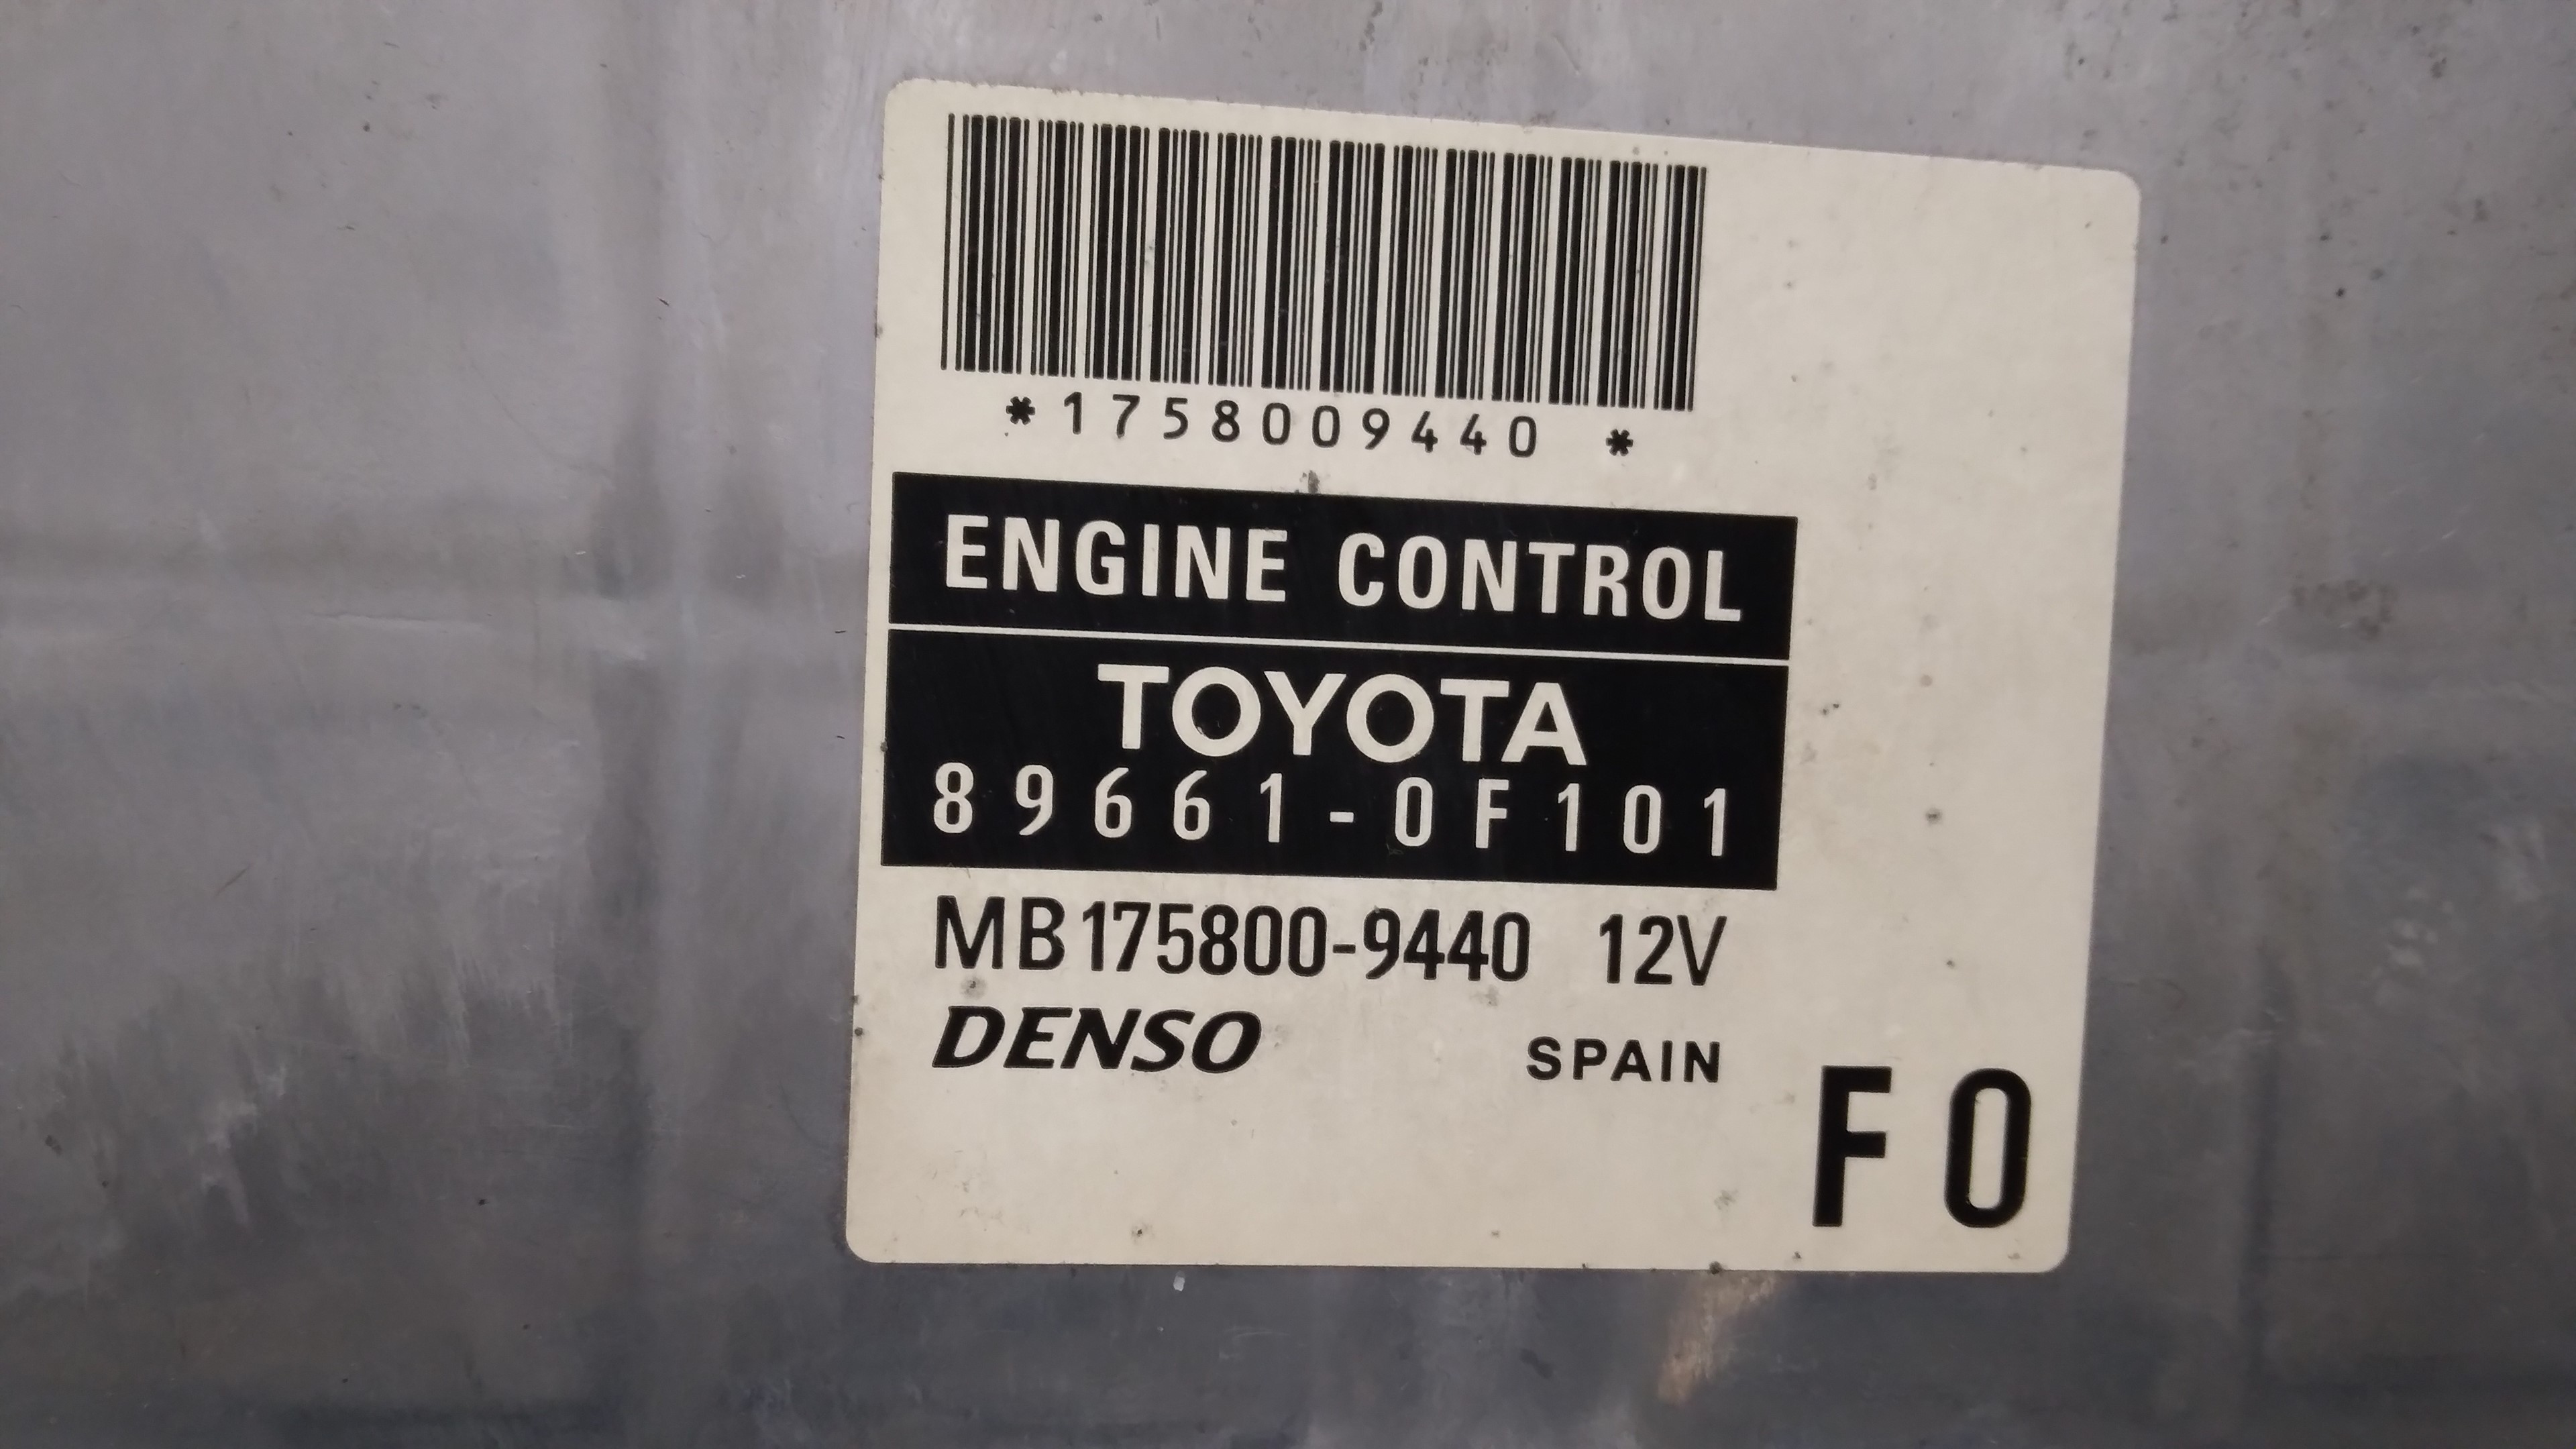 *1758009440 *
ENGINE CONTROL
TOYOTA
89661-0F101
MB175800-9440 12V
DENSO SPAIN
F0